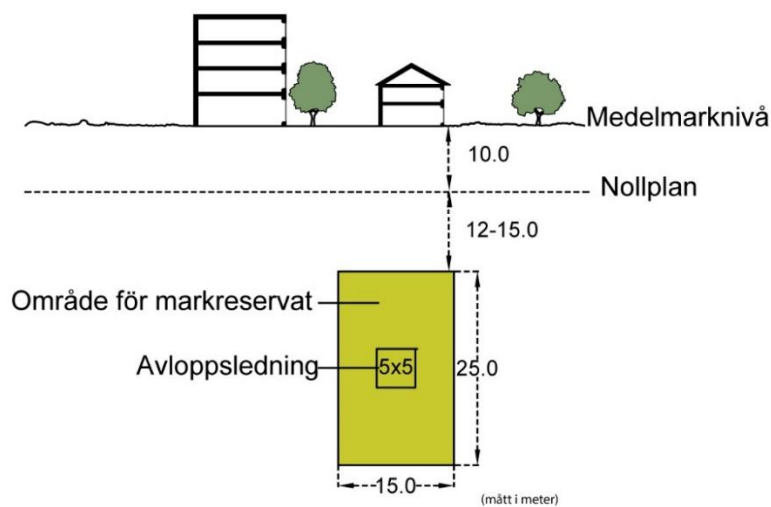 Medelmarknivå
10.0
Nollplan
12-15.0
Område för markreservat
Avloppsledning
5x5
25.0
15.0
(mått i meter)